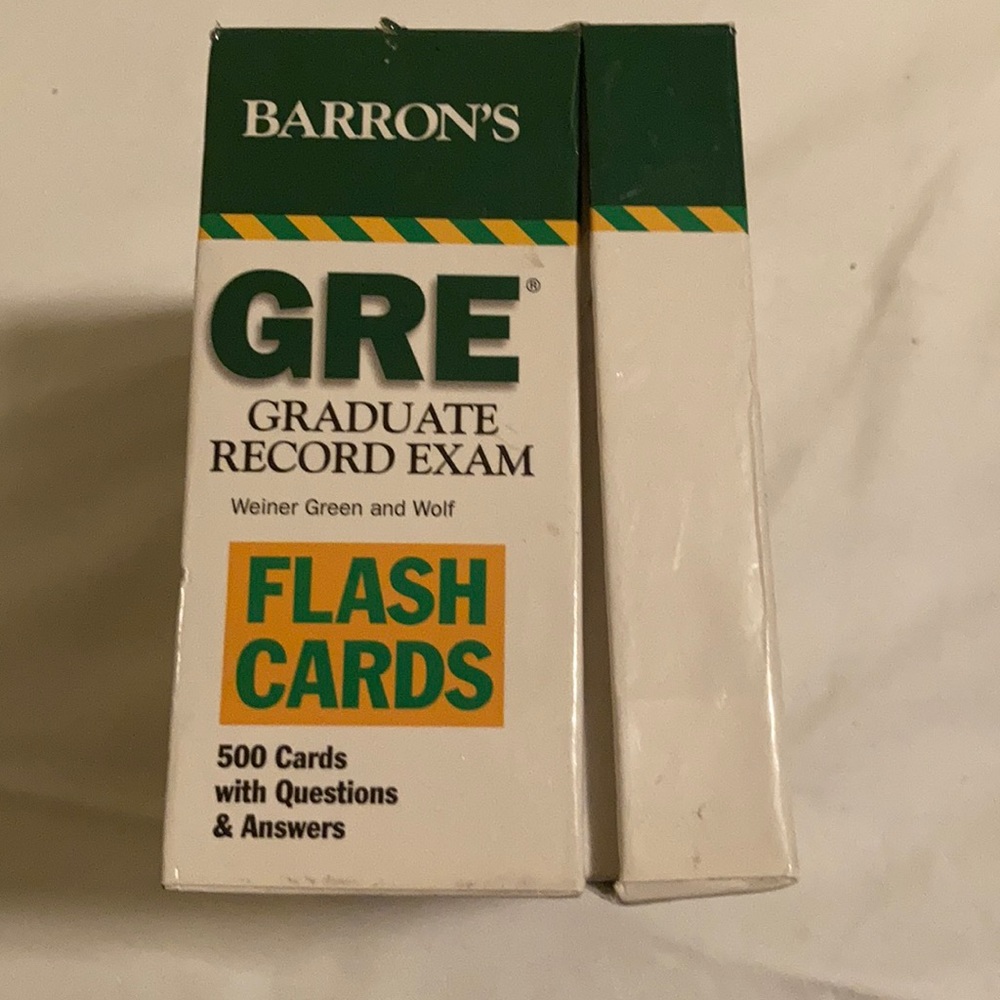 BARRON'S
GRE®
GRADUATE
RECORD EXAM
Weiner Green and Wolf
FLASH
CARDS
500 Cards
with Questions
& Answers